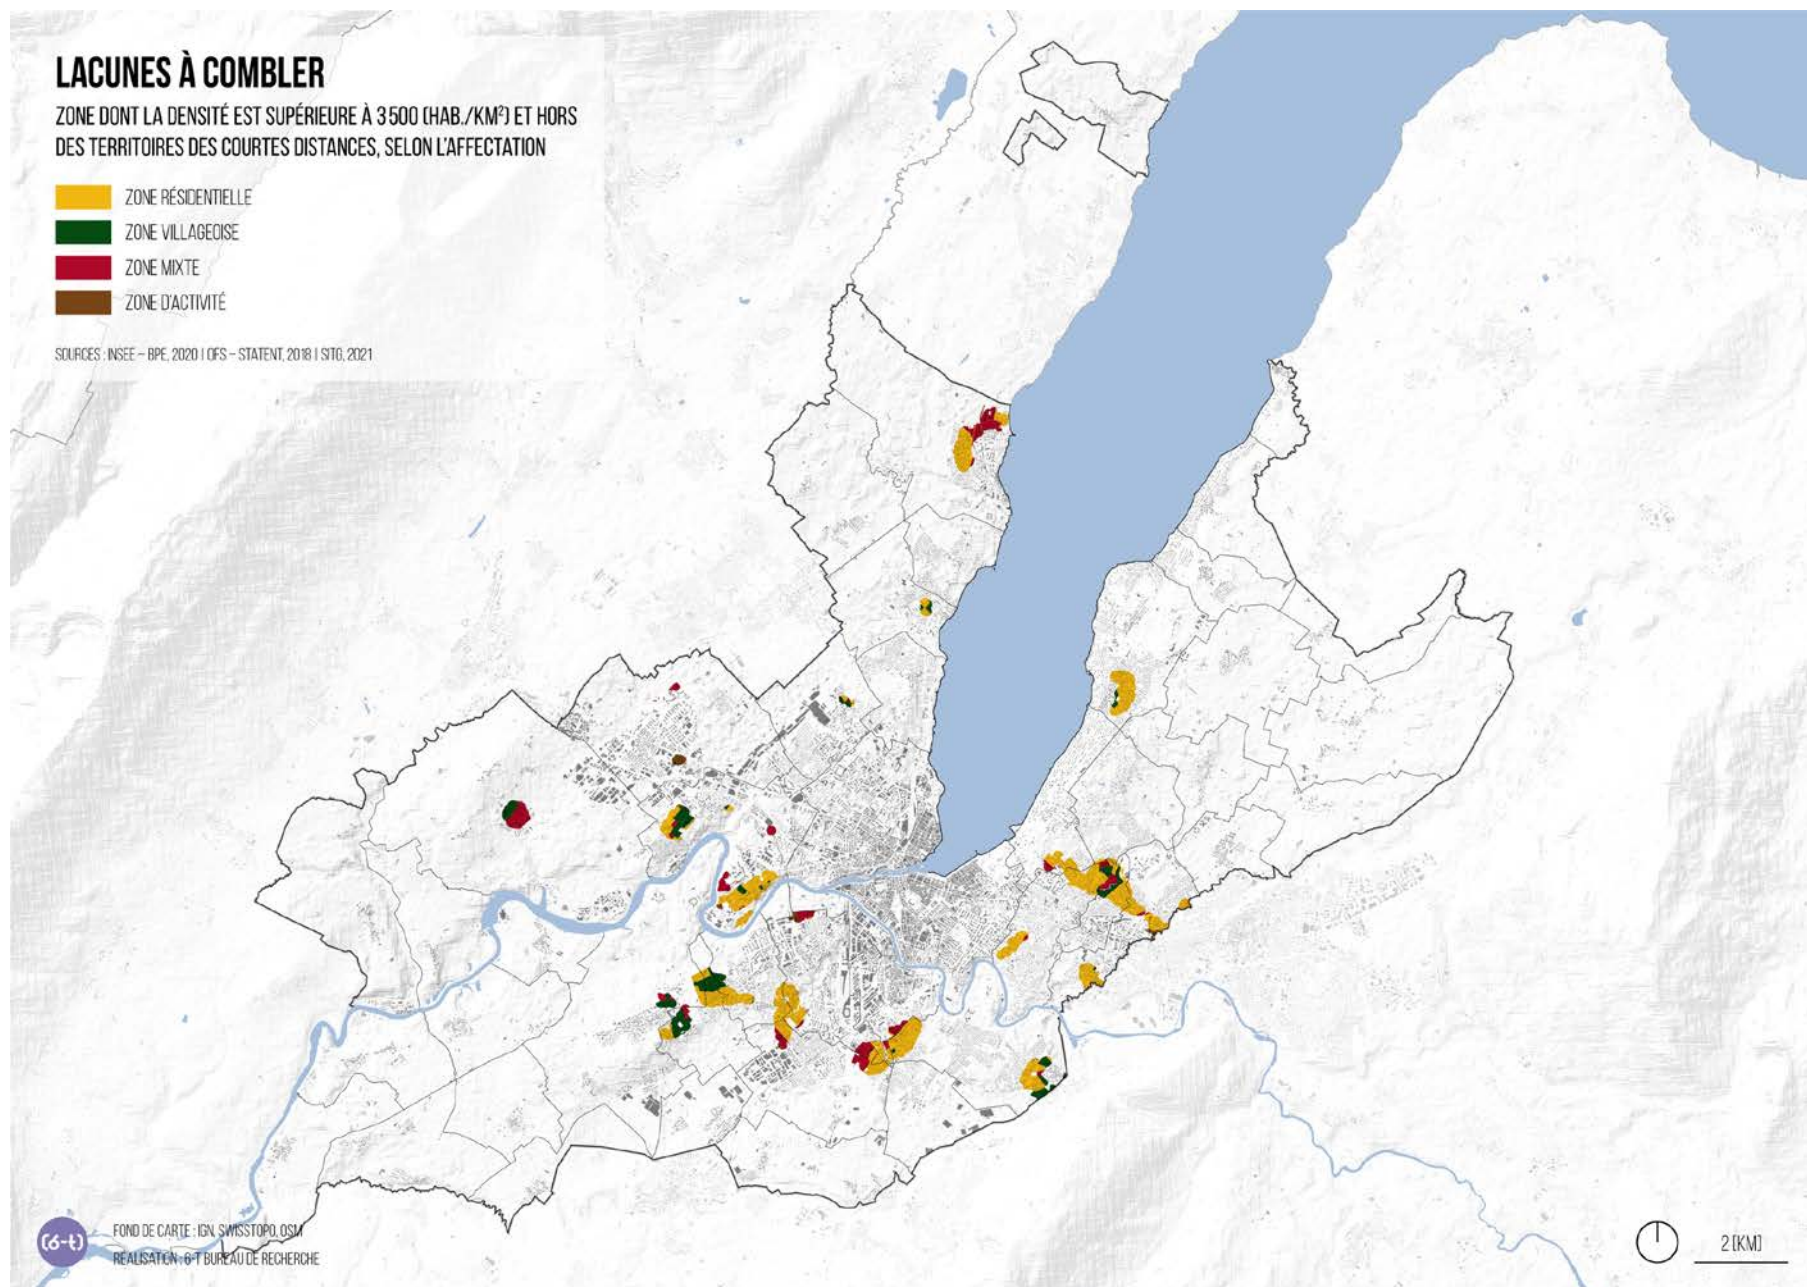 LACUNES À COMBLER
ZONE DONT LA DENSITÉ EST SUPÉRIEURE À 3500 (HAB./KM²) ET HORS
DES TERRITOIRES DES COURTES DISTANCES, SELON L'AFFECTATION
ZONE RÉSIDENTIELLE
ZONE VILLAGEOISE
ZONE MIXTE
ZONE D'ACTIVITÉ
SOURCES : INSEE – BPE, 2020 | OFS – STATENT, 2018 | SITG, 2021
(6-t)
FOND DE CARTE : IGN, SWISSTOPO, OSM
RÉALISATION : 6-T BUREAU DE RECHERCHE
2 [KM]